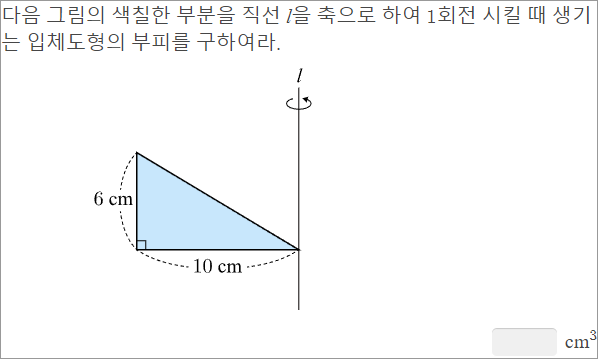 다음 그림의 색칠한 부분을 직선 l을 축으로 하여 1회전 시킬 때 생기
는 입체도형의 부피를 구하여라.
l
6 cm
10 cm
cm³